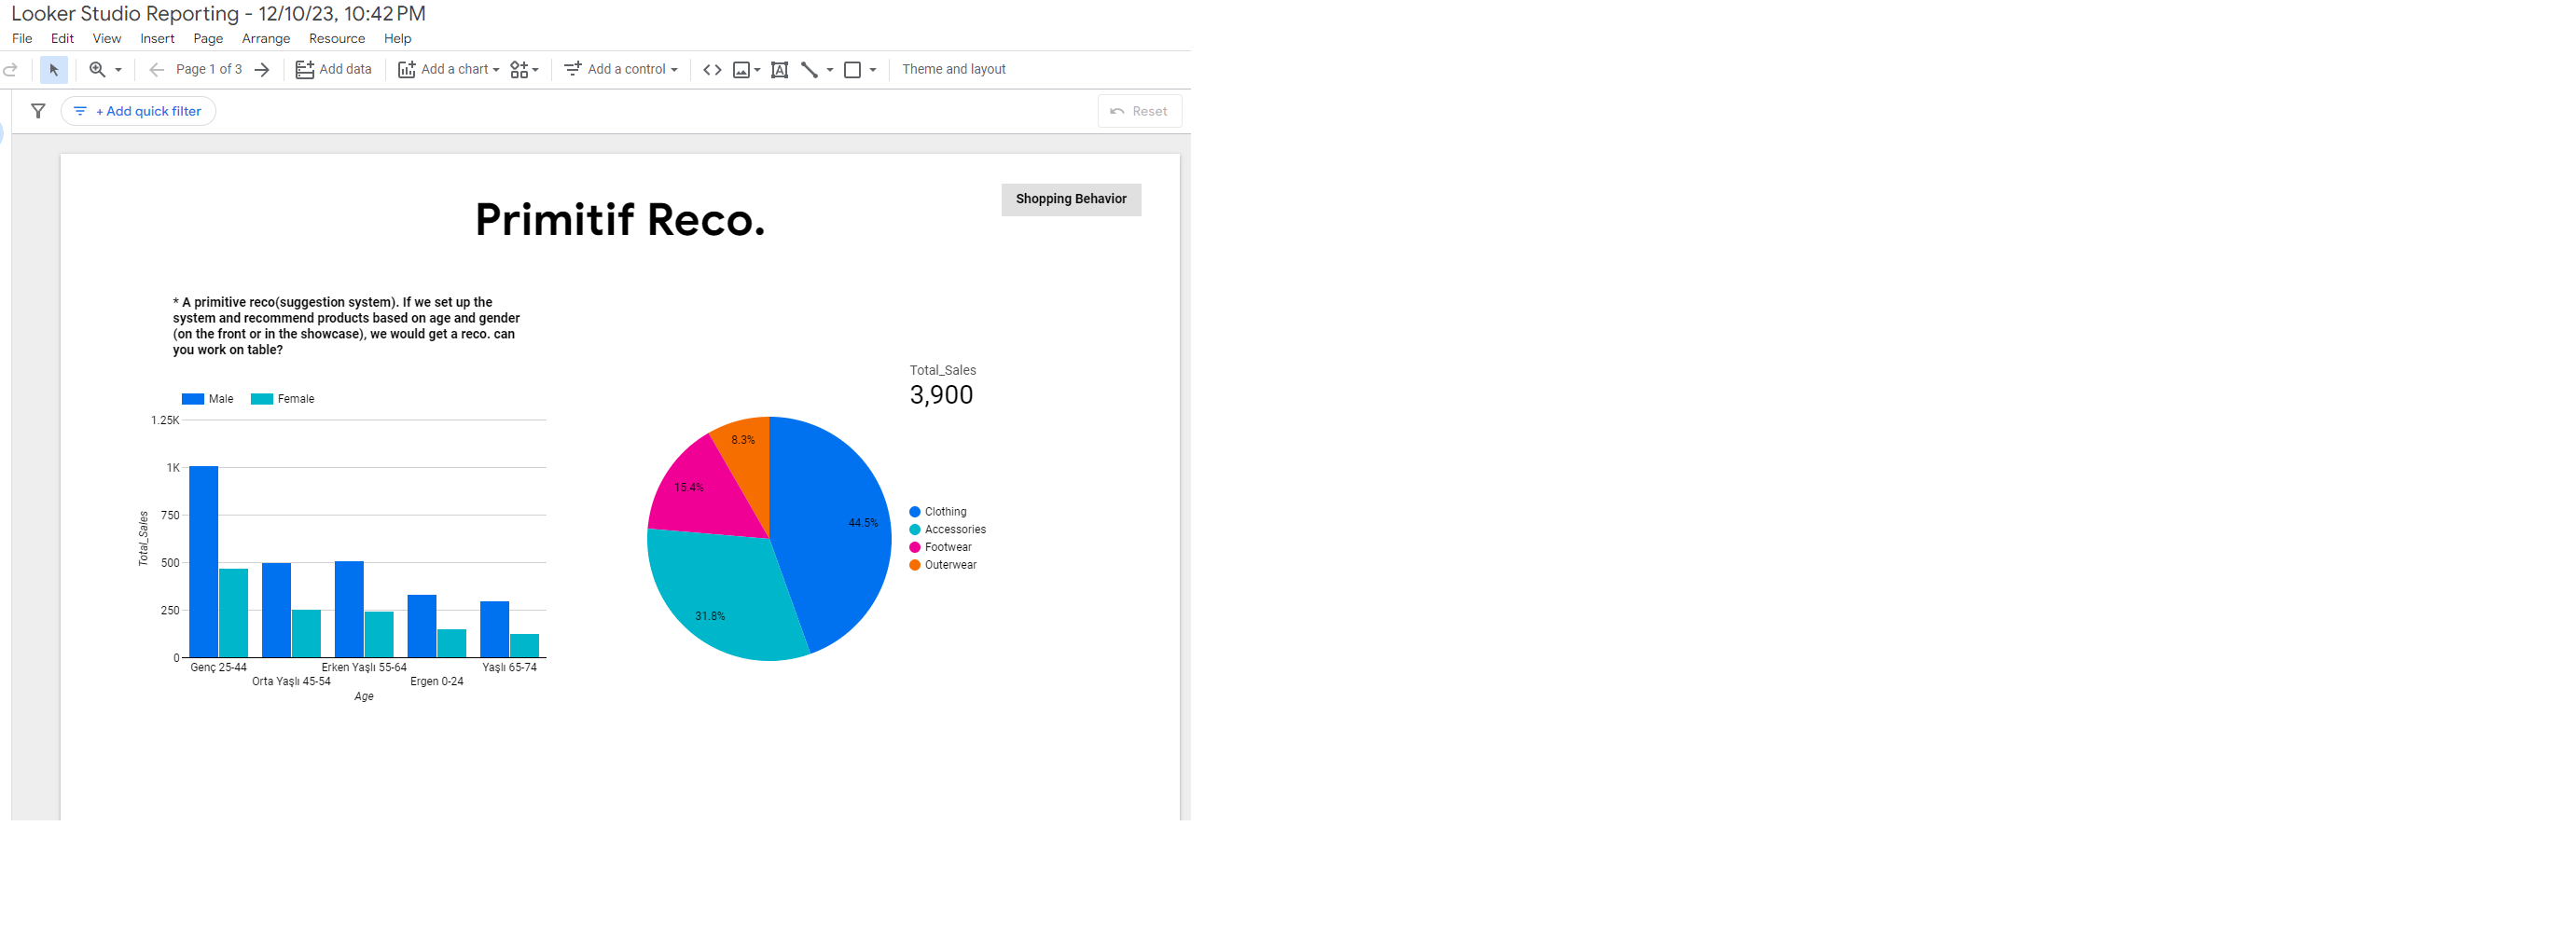 Looker Studio Reporting - 12/10/23, 10:42 PM
File Edit View Insert Page Arrange Resource Help
Page 1 of 3 Add data Add a chart Add a control Theme and layout
+ Add quick filter Reset
Shopping Behavior
Primitif Reco.
* A primitive reco(suggestion system). If we set up the
system and recommend products based on age and gender
(on the front or in the showcase), we would get a reco. can
you work on table?
Total_Sales
3,900
Male Female
1.25K
1K
750
500
250
0
Total_Sales
Genç 25-44
Orta Yaşlı 45-54
Erken Yaşlı 55-64
Ergen 0-24
Yaşlı 65-74
Age
8.3%
15.4%
44.5%
31.8%
Clothing
Accessories
Footwear
Outerwear